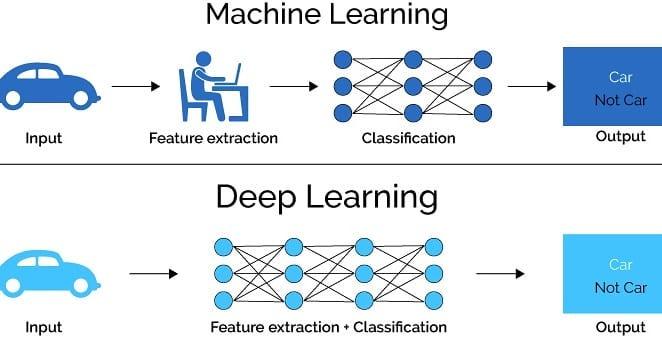 Machine Learning
Car
Not Car
Input
Feature extraction
Classification
Output
Deep Learning
Car
Not Car
Input
Feature extraction + Classification
Output